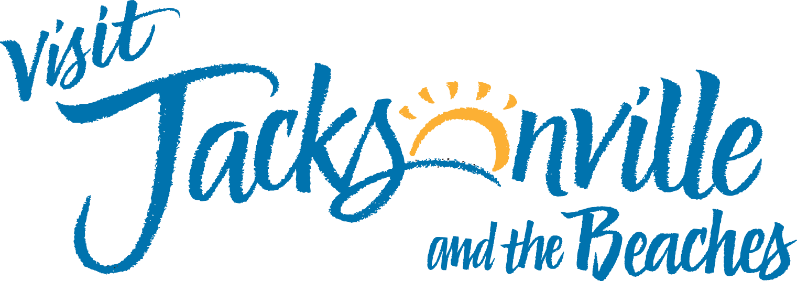 Visit
Jacksonville
and the Beaches